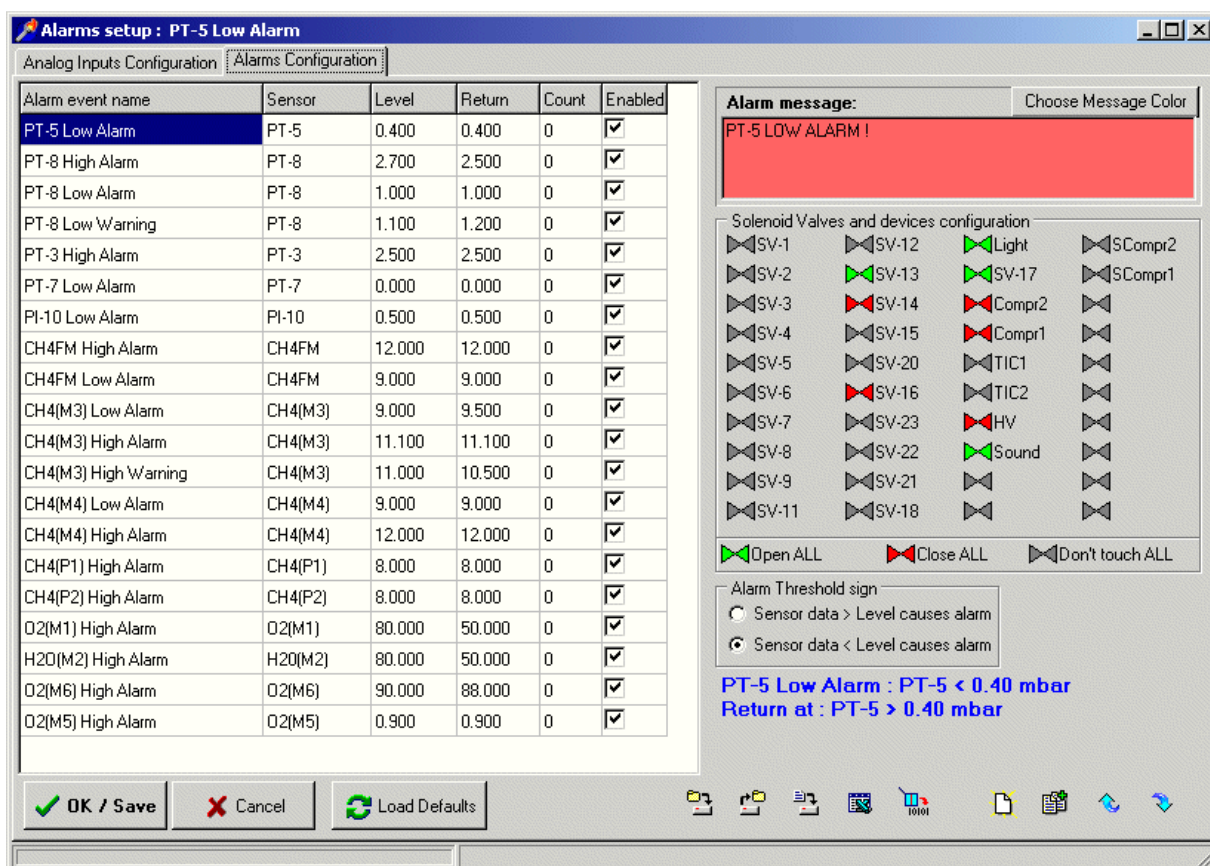 Alarms setup : PT-5 Low Alarm
Analog Inputs Configuration Alarms Configuration
Alarm event name Sensor Level Return Count Enabled
PT-5 Low Alarm PT-5 0.400 0.400 0
PT-8 High Alarm PT-8 2.700 2.500 0
PT-8 Low Alarm PT-8 1.000 1.000 0
PT-8 Low Warning PT-8 1.100 1.200 0
PT-3 High Alarm PT-3 2.500 2.500 0
PT-7 Low Alarm PT-7 0.000 0.000 0
PI-10 Low Alarm PI-10 0.500 0.500 0
CH4FM High Alarm CH4FM 12.000 12.000 0
CH4FM Low Alarm CH4FM 9.000 9.000 0
CH4(M3) Low Alarm CH4(M3) 9.000 9.500 0
CH4(M3) High Alarm CH4(M3) 11.100 11.100 0
CH4(M3) High Warning CH4(M3) 11.000 10.500 0
CH4(M4) Low Alarm CH4(M4) 9.000 9.000 0
CH4(M4) High Alarm CH4(M4) 12.000 12.000 0
CH4(P1) High Alarm CH4(P1) 8.000 8.000 0
CH4(P2) High Alarm CH4(P2) 8.000 8.000 0
O2(M1) High Alarm O2(M1) 80.000 50.000 0
H2O(M2) High Alarm H2O(M2) 80.000 50.000 0
O2(M6) High Alarm O2(M6) 90.000 88.000 0
O2(M5) High Alarm O2(M5) 0.900 0.900 0
OK / Save Cancel Load Defaults
Alarm message: Choose Message Color
PT-5 LOW ALARM !
Solenoid Valves and devices configuration
SV-1 SV-12 Light SCompr2
SV-2 SV-13 SV-17 SCompr1
SV-3 SV-14 Compr2
SV-4 SV-15 Compr1
SV-5 SV-20 TIC1
SV-6 SV-16 TIC2
SV-7 SV-23 HV
SV-8 SV-22 Sound
SV-9 SV-21
SV-11 SV-18
Open ALL Close ALL Don't touch ALL
Alarm Threshold sign
Sensor data > Level causes alarm
Sensor data < Level causes alarm
PT-5 Low Alarm : PT-5 < 0.40 mbar
Return at : PT-5 > 0.40 mbar
10101